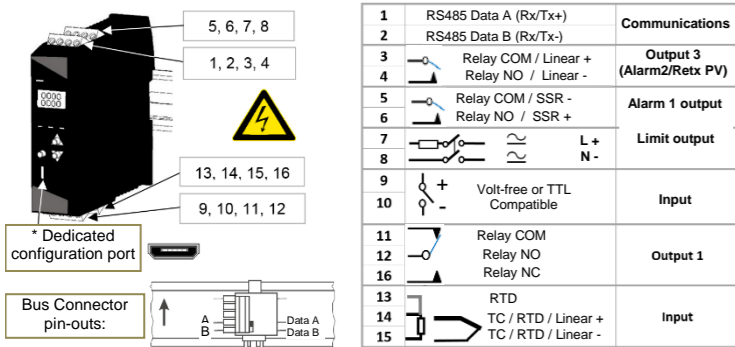 5, 6, 7, 8
1, 2, 3, 4
0000
0000
13, 14, 15, 16
9, 10, 11, 12
* Dedicated
configuration port
Bus Connector
pin-outs:
A
B
Data A
Data B
1 RS485 Data A (Rx/Tx+)
2 RS485 Data B (Rx/Tx-)
Communications
3 Relay COM / Linear +
4 Relay NO / Linear -
Output 3
(Alarm2/Retx PV)
5 Relay COM / SSR -
6 Relay NO / SSR +
Alarm 1 output
7 L +
8 N -
Limit output
9 +
10 -
Volt-free or TTL
Compatible
Input
11 Relay COM
12 Relay NO
16 Relay NC
Output 1
13 RTD
14 TC / RTD / Linear +
15 TC / RTD / Linear -
Input